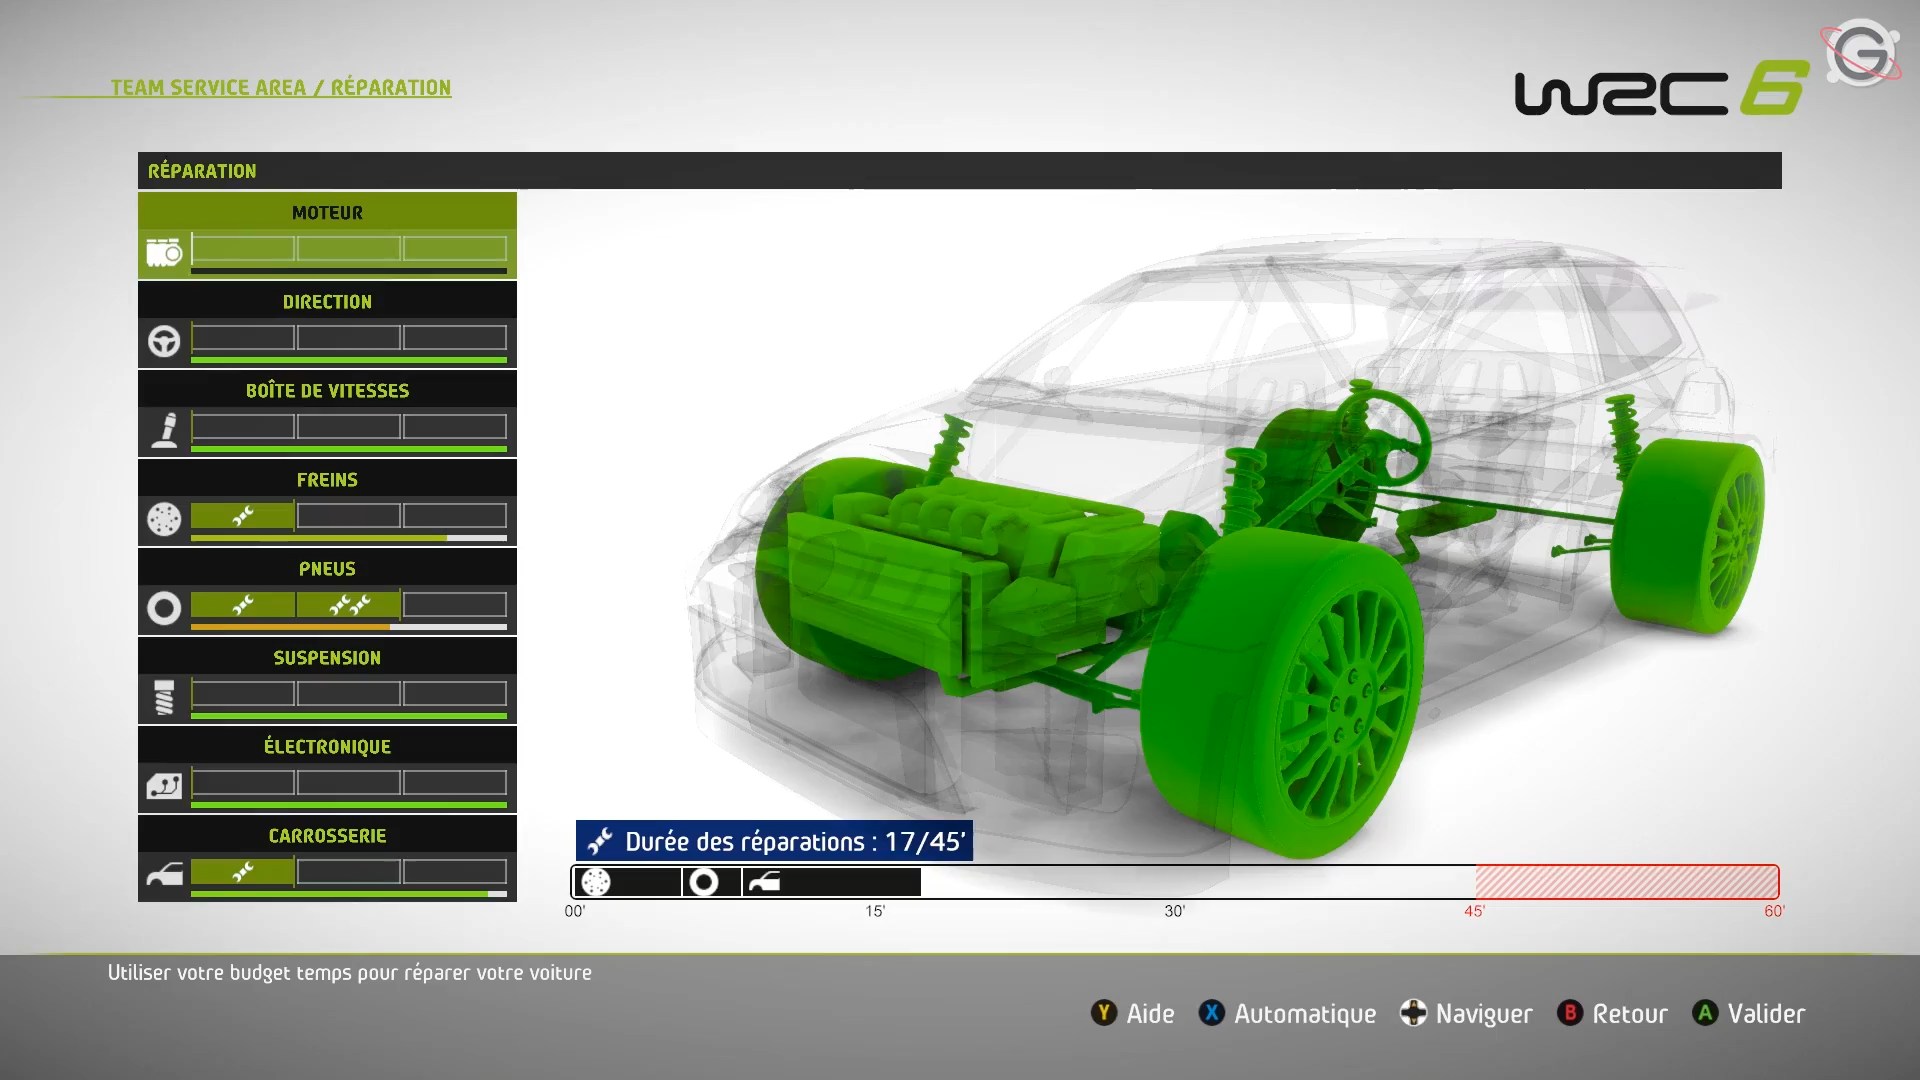 TEAM SERVICE AREA / RÉPARATION
WRC 6
G
RÉPARATION
MOTEUR
DIRECTION
BOÎTE DE VITESSES
FREINS
PNEUS
SUSPENSION
ÉLECTRONIQUE
CARROSSERIE
Durée des réparations : 17/45'
00' 15' 30' 45' 60'
Utiliser votre budget temps pour réparer votre voiture
Y Aide X Automatique Naviguer B Retour A Valider